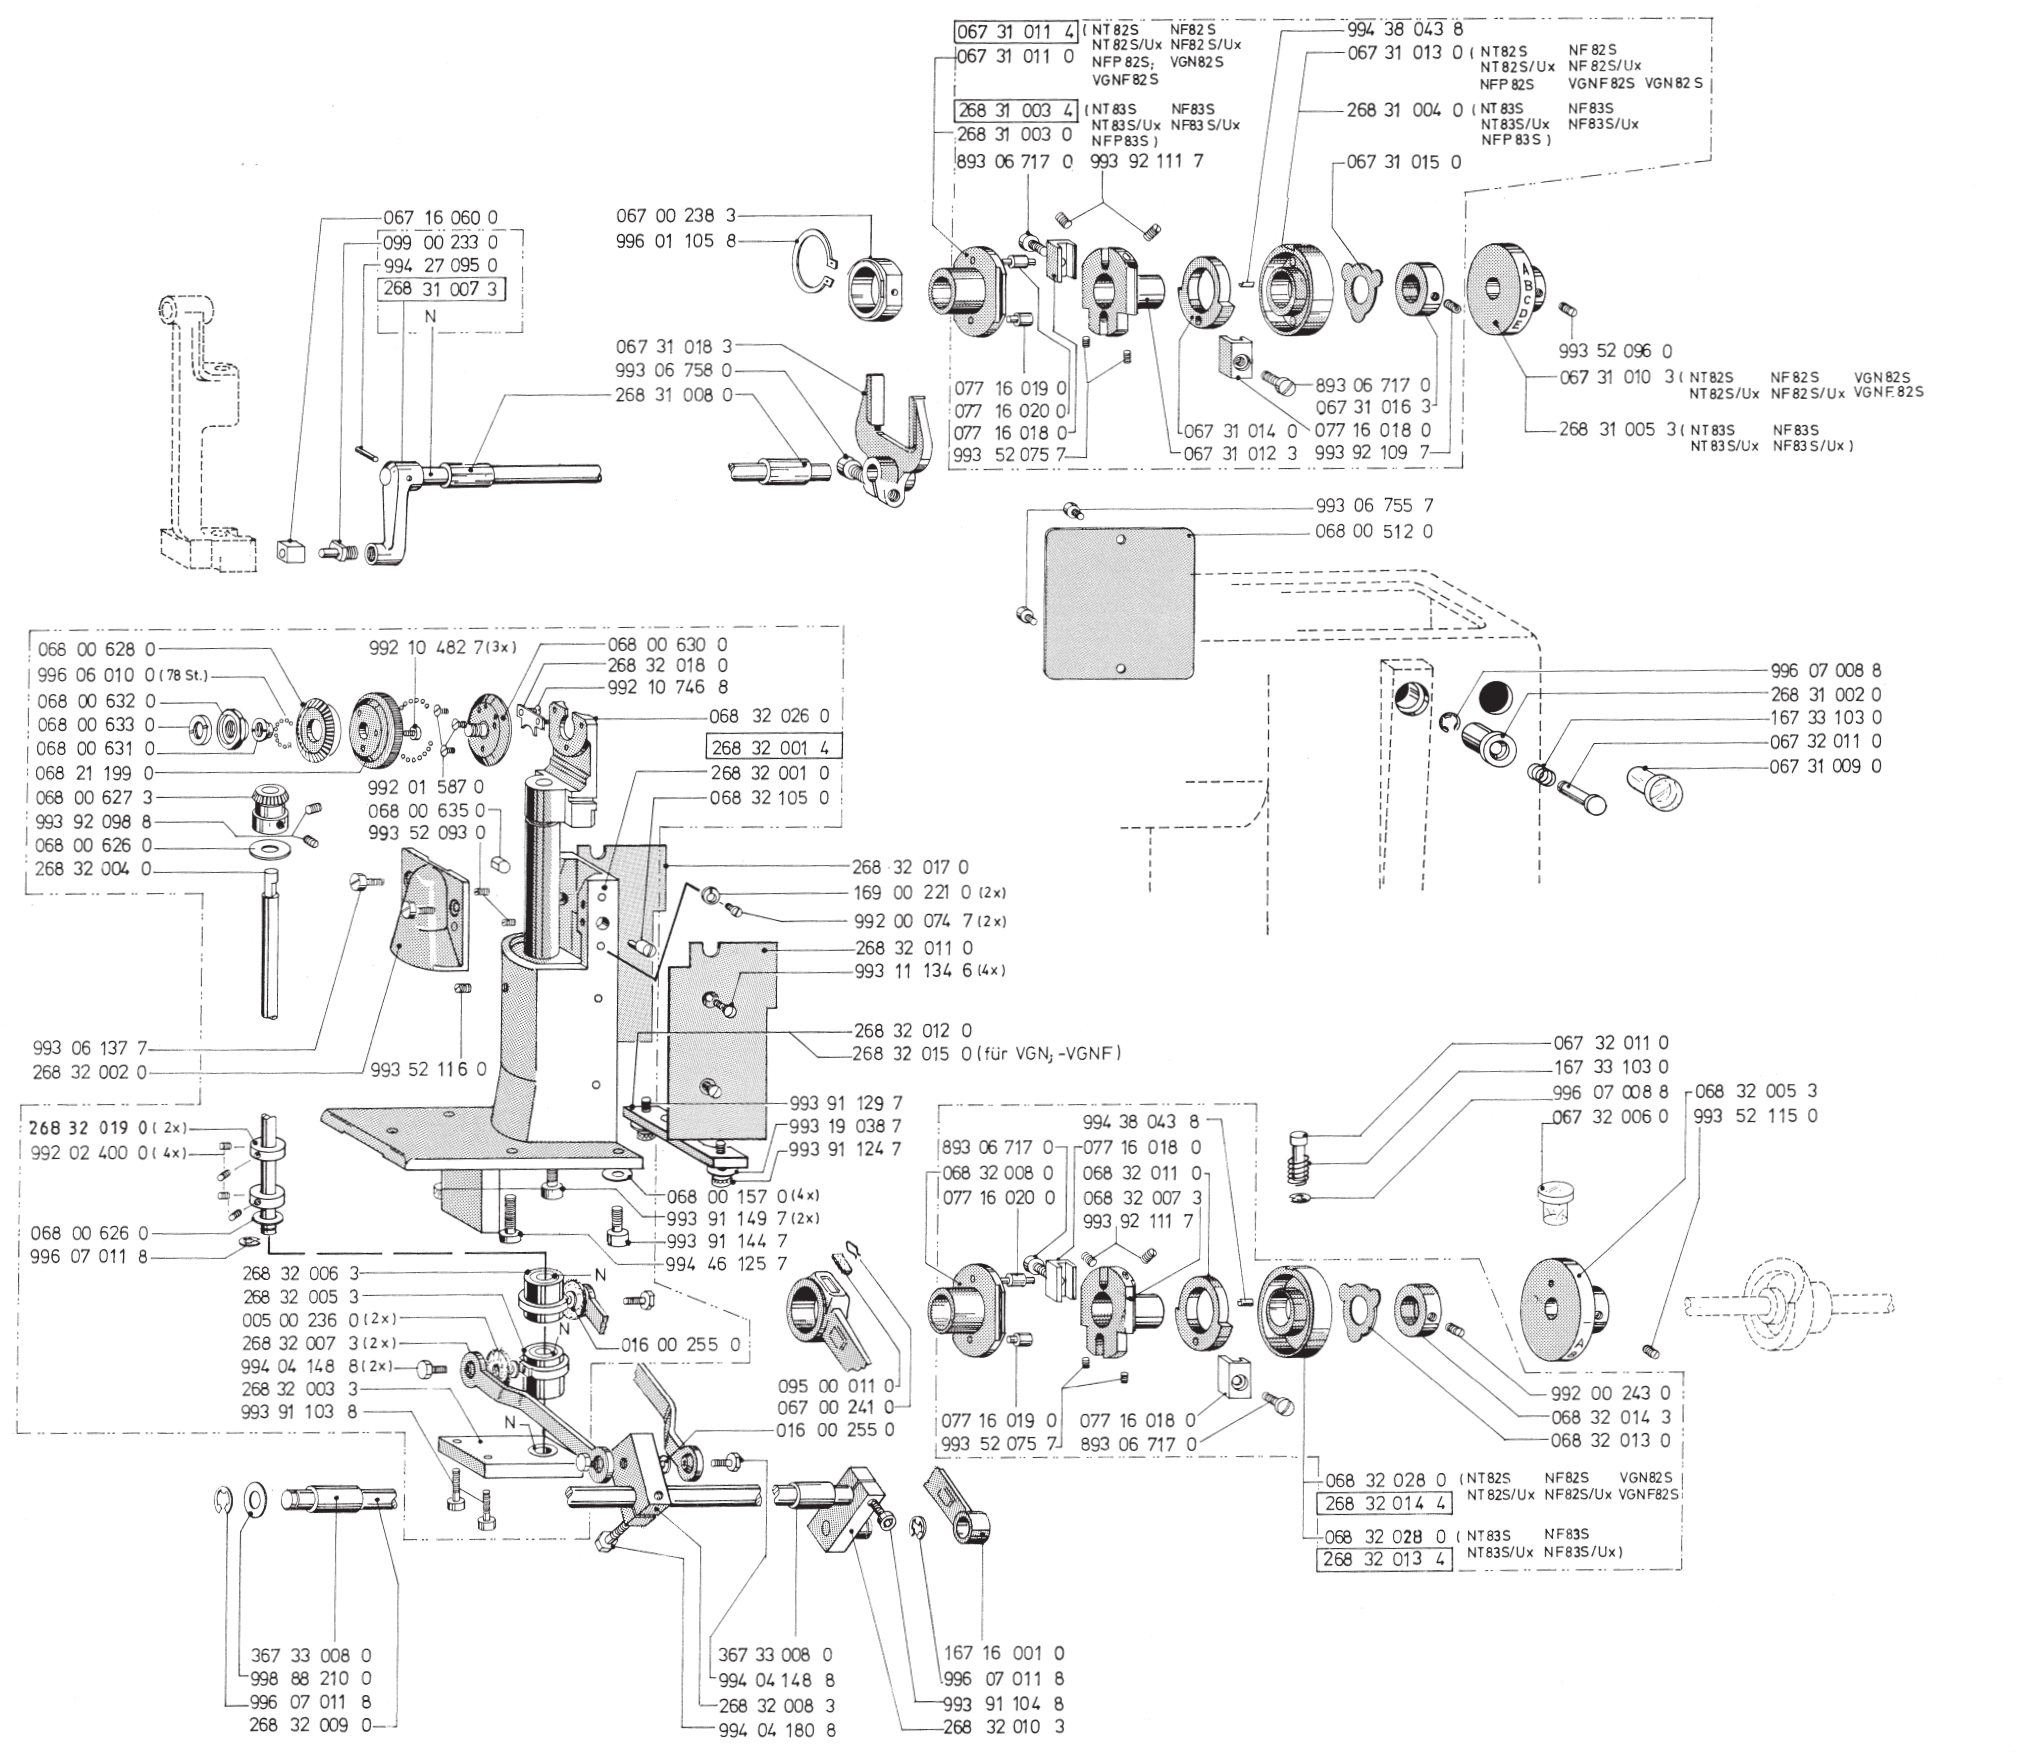 067 31 011 4 ( NT82S NF82S
NT82S/Ux NF82S/Ux
067 31 011 0 NFP 82S; VGN82S
VGNF82S
268 31 003 4 ( NT83S NF83S
NT83S/Ux NF83S/Ux
268 31 003 0 NFP83S )
893 06 717 0 993 92 111 7
994 38 043 8
067 31 013 0 ( NT82S NF82S
NT82S/Ux NF82S/Ux
NFP82S VGNF82S VGN82S
268 31 004 0 ( NT83S NF83S
NT83S/Ux NF83S/Ux
NFP83S )
067 31 015 0
067 16 060 0
099 00 233 0
994 27 095 0
268 31 007 3
N
067 00 238 3
996 01 105 8
067 31 018 3
993 06 758 0
268 31 008 0
077 16 019 0
077 16 020 0
077 16 018 0
993 52 075 7
067 31 014 0
067 31 012 3
893 06 717 0
067 31 016 3
077 16 018 0
993 92 109 7
A
B
C
D
E
993 52 096 0
067 31 010 3 ( NT82S NF82S VGN82S
NT82S/Ux NF82S/Ux VGNF.82S
268 31 005 3 ( NT83S NF83S
NT83S/Ux NF83S/Ux )
993 06 755 7
068 00 512 0
996 07 008 8
268 31 002 0
167 33 103 0
067 32 011 0
067 31 009 0
068 00 628 0
996 06 010 0 (78 St.)
068 00 632 0
068 00 633 0
068 00 631 0
068 21 199 0
068 00 627 3
993 92 098 8
068 00 626 0
268 32 004 0
992 10 482 7 (3x)
992 01 587 0
068 00 635 0
993 52 093 0
068 00 630 0
268 32 018 0
992 10 746 8
068 32 026 0
268 32 001 4
268 32 001 0
068 32 105 0
268 32 017 0
169 00 221 0 (2x)
992 00 074 7 (2x)
268 32 011 0
993 11 134 6 (4x)
268 32 012 0
268 32 015 0 (für VGN; -VGNF)
993 06 137 7
268 32 002 0
993 52 116 0
268 32 019 0 (2x)
992 02 400 0 (4x)
068 00 626 0
996 07 011 8
993 91 129 7
993 19 038 7
993 91 124 7
068 00 157 0 (4x)
993 91 149 7 (2x)
993 91 144 7
994 46 125 7
268 32 006 3
268 32 005 3
005 00 236 0 (2x)
268 32 007 3 (2x)
994 04 148 8 (2x)
268 32 003 3
993 91 103 8
N
N
N
016 00 255 0
095 00 011 0
067 00 241 0
016 00 255 0
893 06 717 0
068 32 008 0
077 16 020 0
994 38 043 8
077 16 018 0
068 32 011 0
068 32 007 3
993 92 111 7
067 32 011 0
167 33 103 0
996 07 008 8
067 32 006 0
068 32 005 3
993 52 115 0
A
B
077 16 019 0
993 52 075 7
077 16 018 0
893 06 717 0
992 00 243 0
068 32 014 3
068 32 013 0
068 32 028 0 ( NT82S NF82S VGN82S
268 32 014 4 NT82S/Ux NF82S/Ux VGNF82S
068 32 028 0 ( NT83S NF83S
268 32 013 4 NT83S/Ux NF83S/Ux)
367 33 008 0
998 88 210 0
996 07 011 8
268 32 009 0
367 33 008 0
994 04 148 8
268 32 008 3
994 04 180 8
167 16 001 0
996 07 011 8
993 91 104 8
268 32 010 3